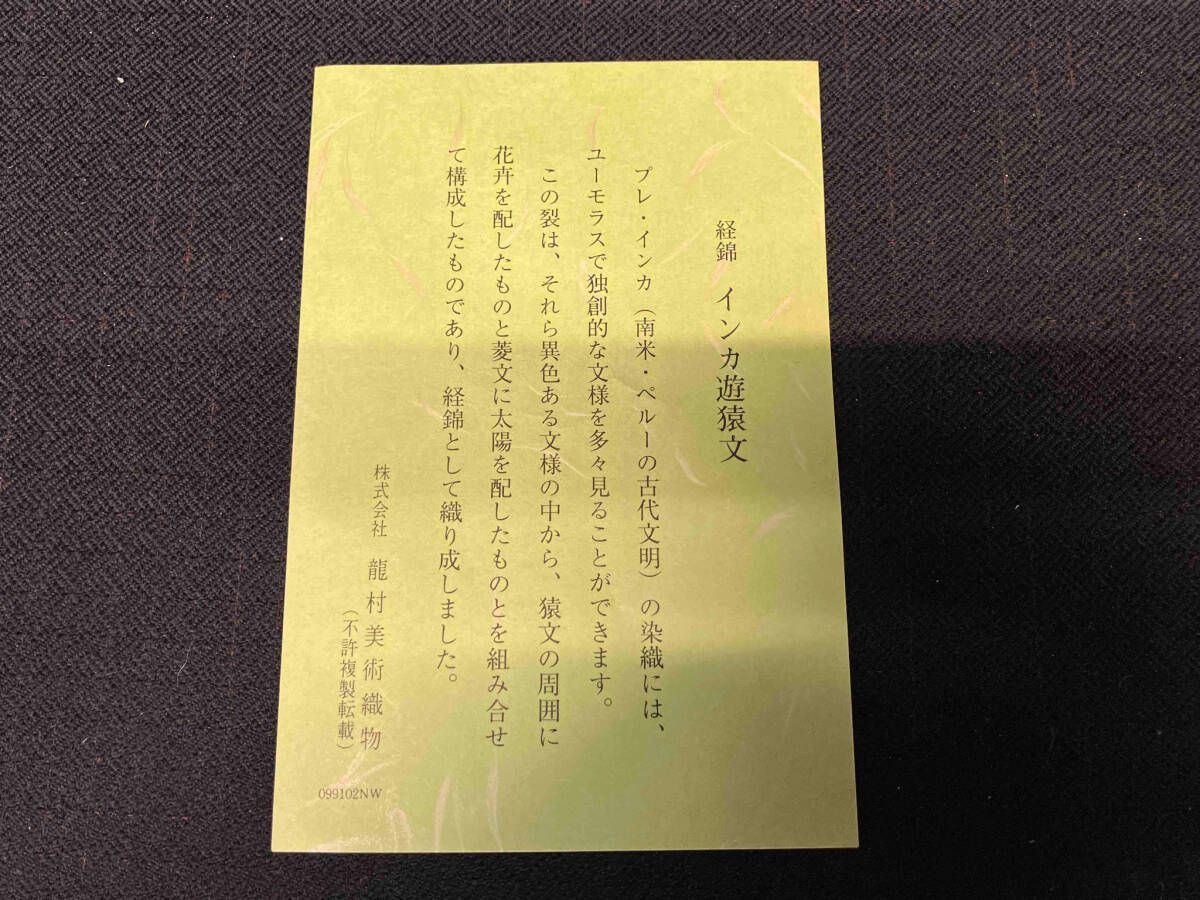 経錦　インカ遊猿文
プレ・インカ（南米・ペルーの古代文明）の染織には、
ユーモラスで独創的な文様を多々見ることができます。
この裂は、それら異色ある文様の中から、猿文の周囲に
花卉を配したものと菱文に太陽を配したものとを組み合せ
て構成したものであり、経錦として織り成しました。
株式会社　龍村美術織物
（不許複製転載）
099102NW